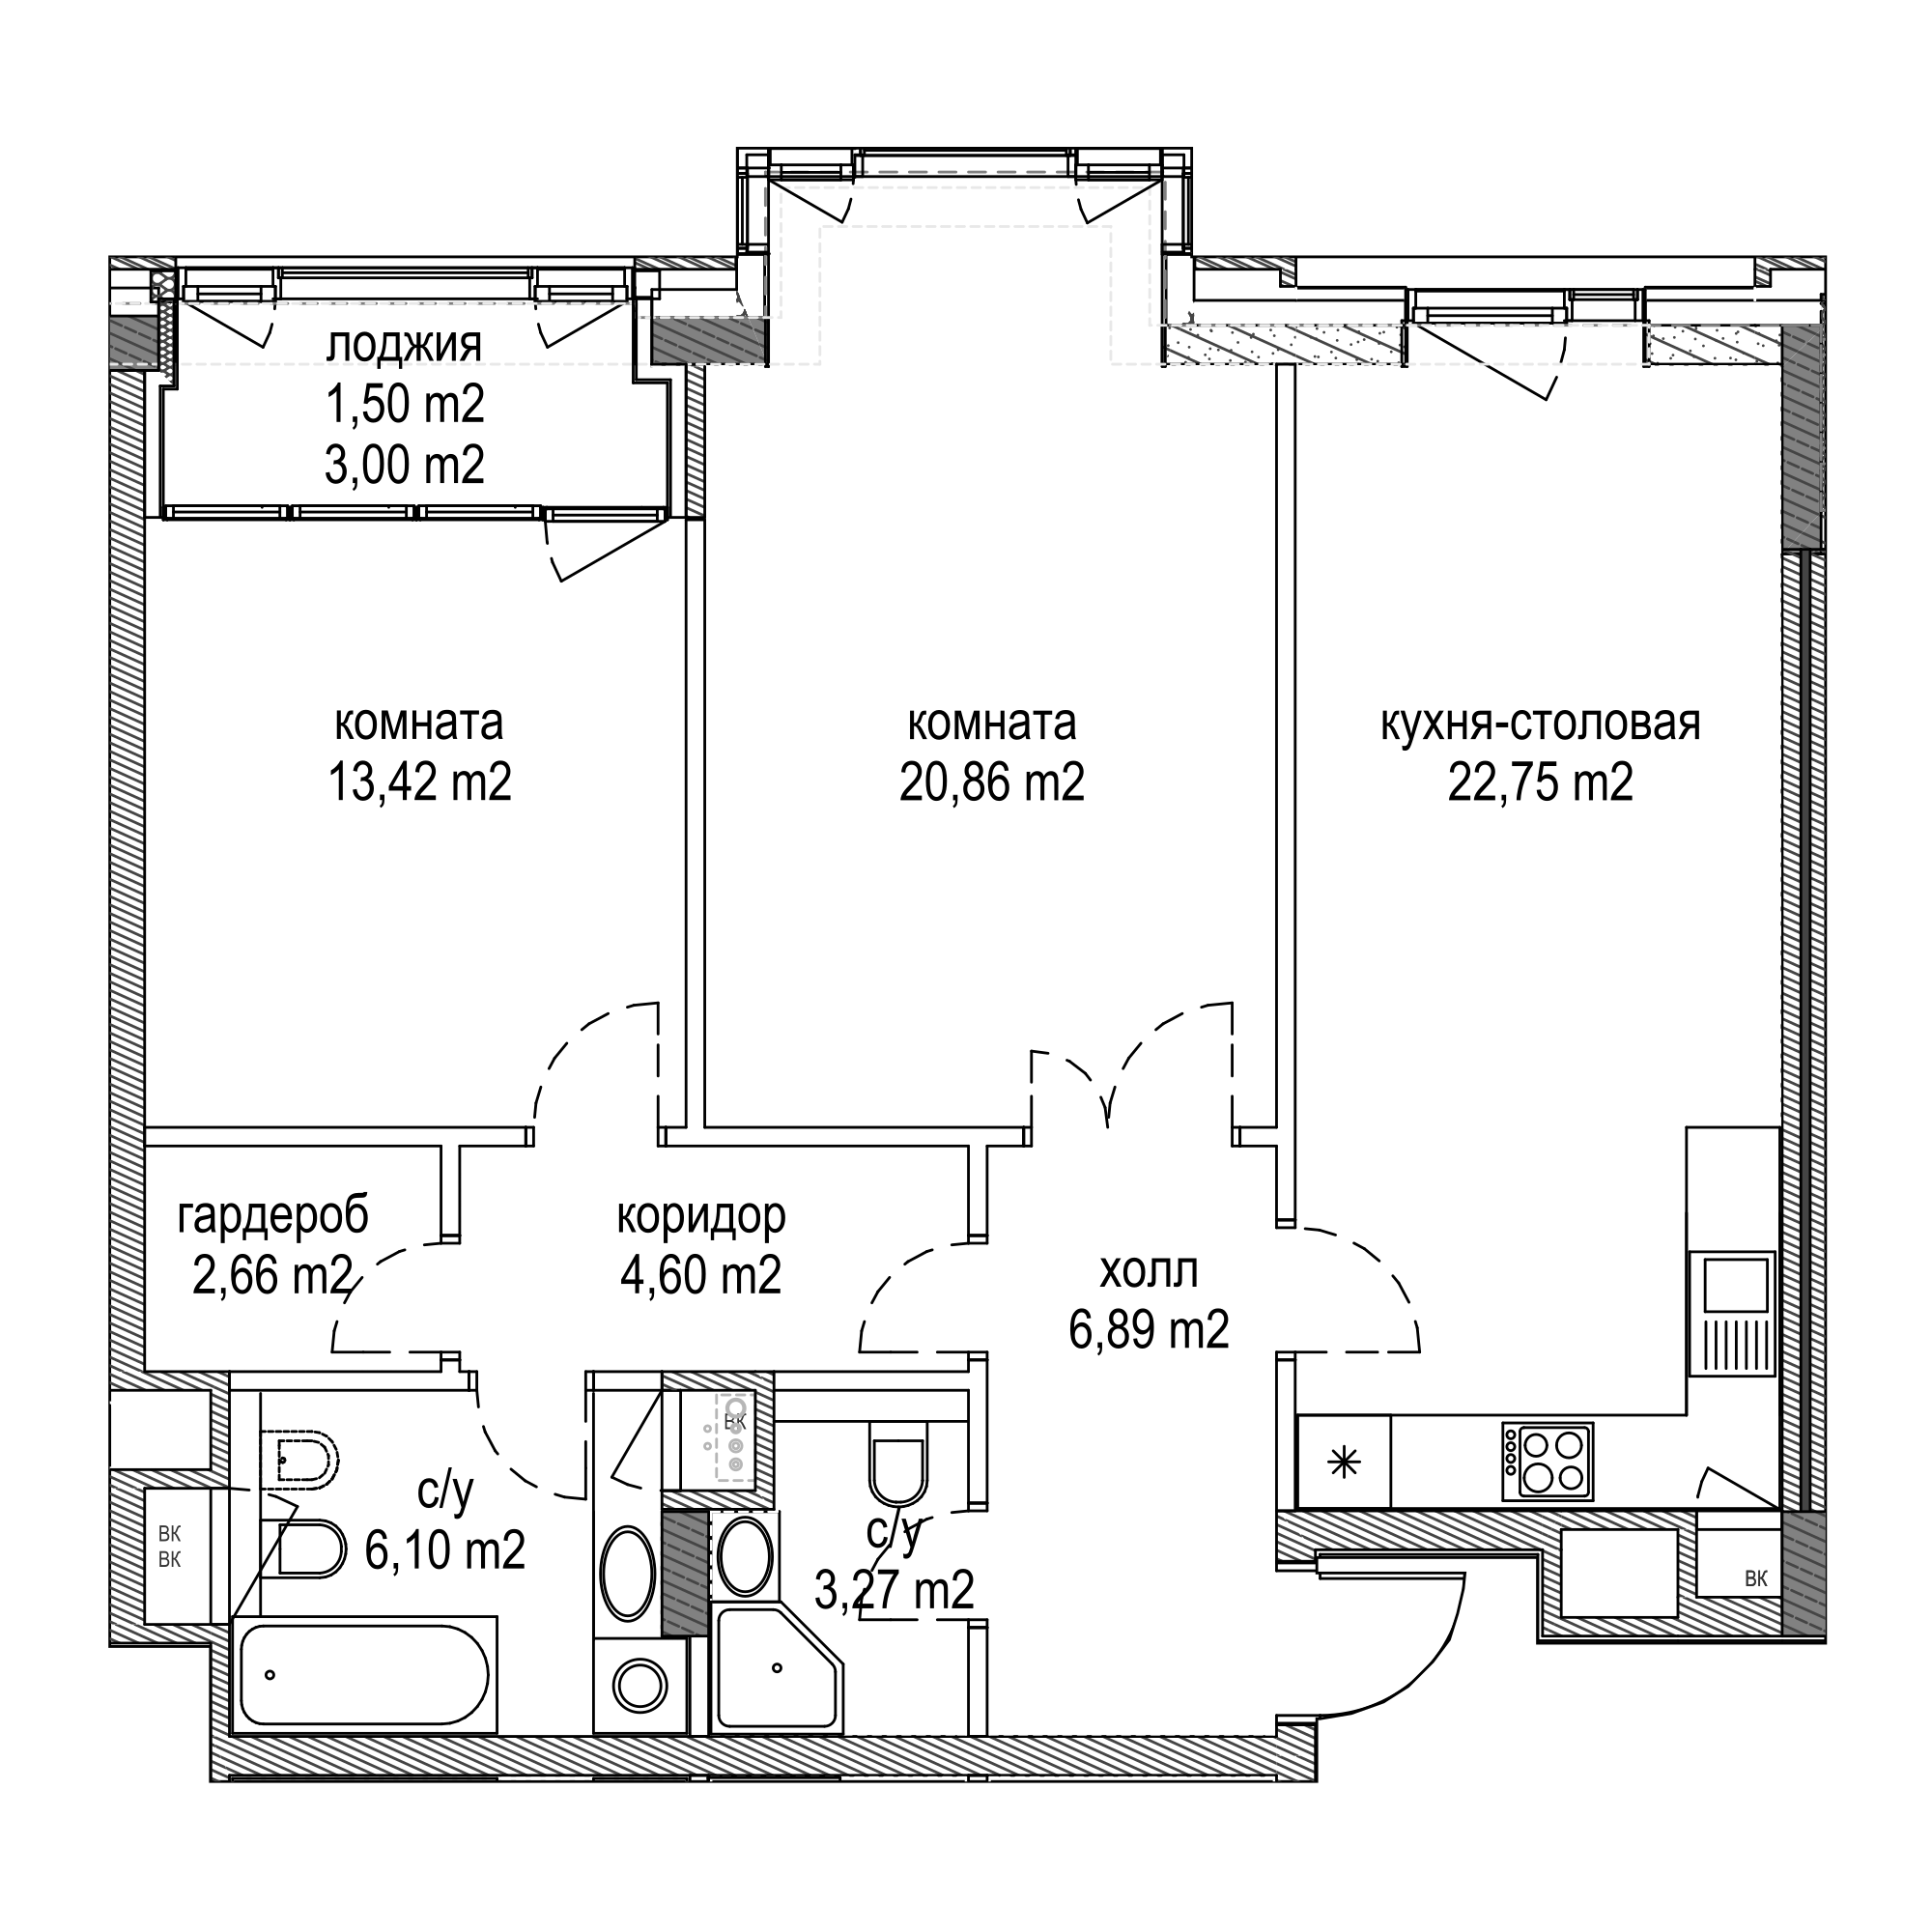 лоджия
1,50 m2
3,00 m2
комната
13,42 m2
комната
20,86 m2
кухня-столовая
22,75 m2
гардероб
2,66 m2
коридор
4,60 m2
холл
6,89 m2
ВК
с/у
6,10 m2
ВК
ВК
с/у
3,27 m2
ВК